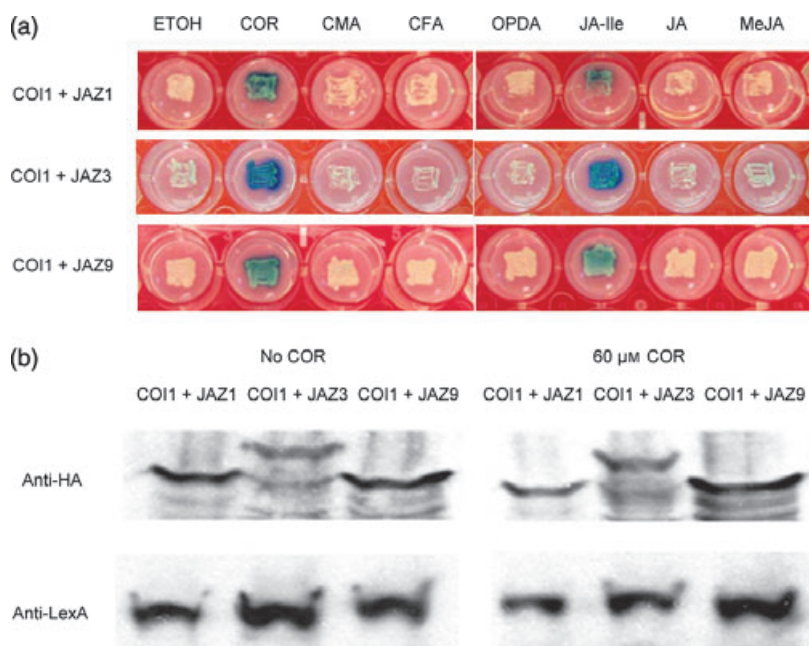 (a)
ETOH COR CMA CFA OPDA JA-Ile JA MeJA
COI1 + JAZ1
COI1 + JAZ3
COI1 + JAZ9
(b)
No COR 60 μM COR
COI1 + JAZ1 COI1 + JAZ3 COI1 + JAZ9 COI1 + JAZ1 COI1 + JAZ3 COI1 + JAZ9
Anti-HA
Anti-LexA